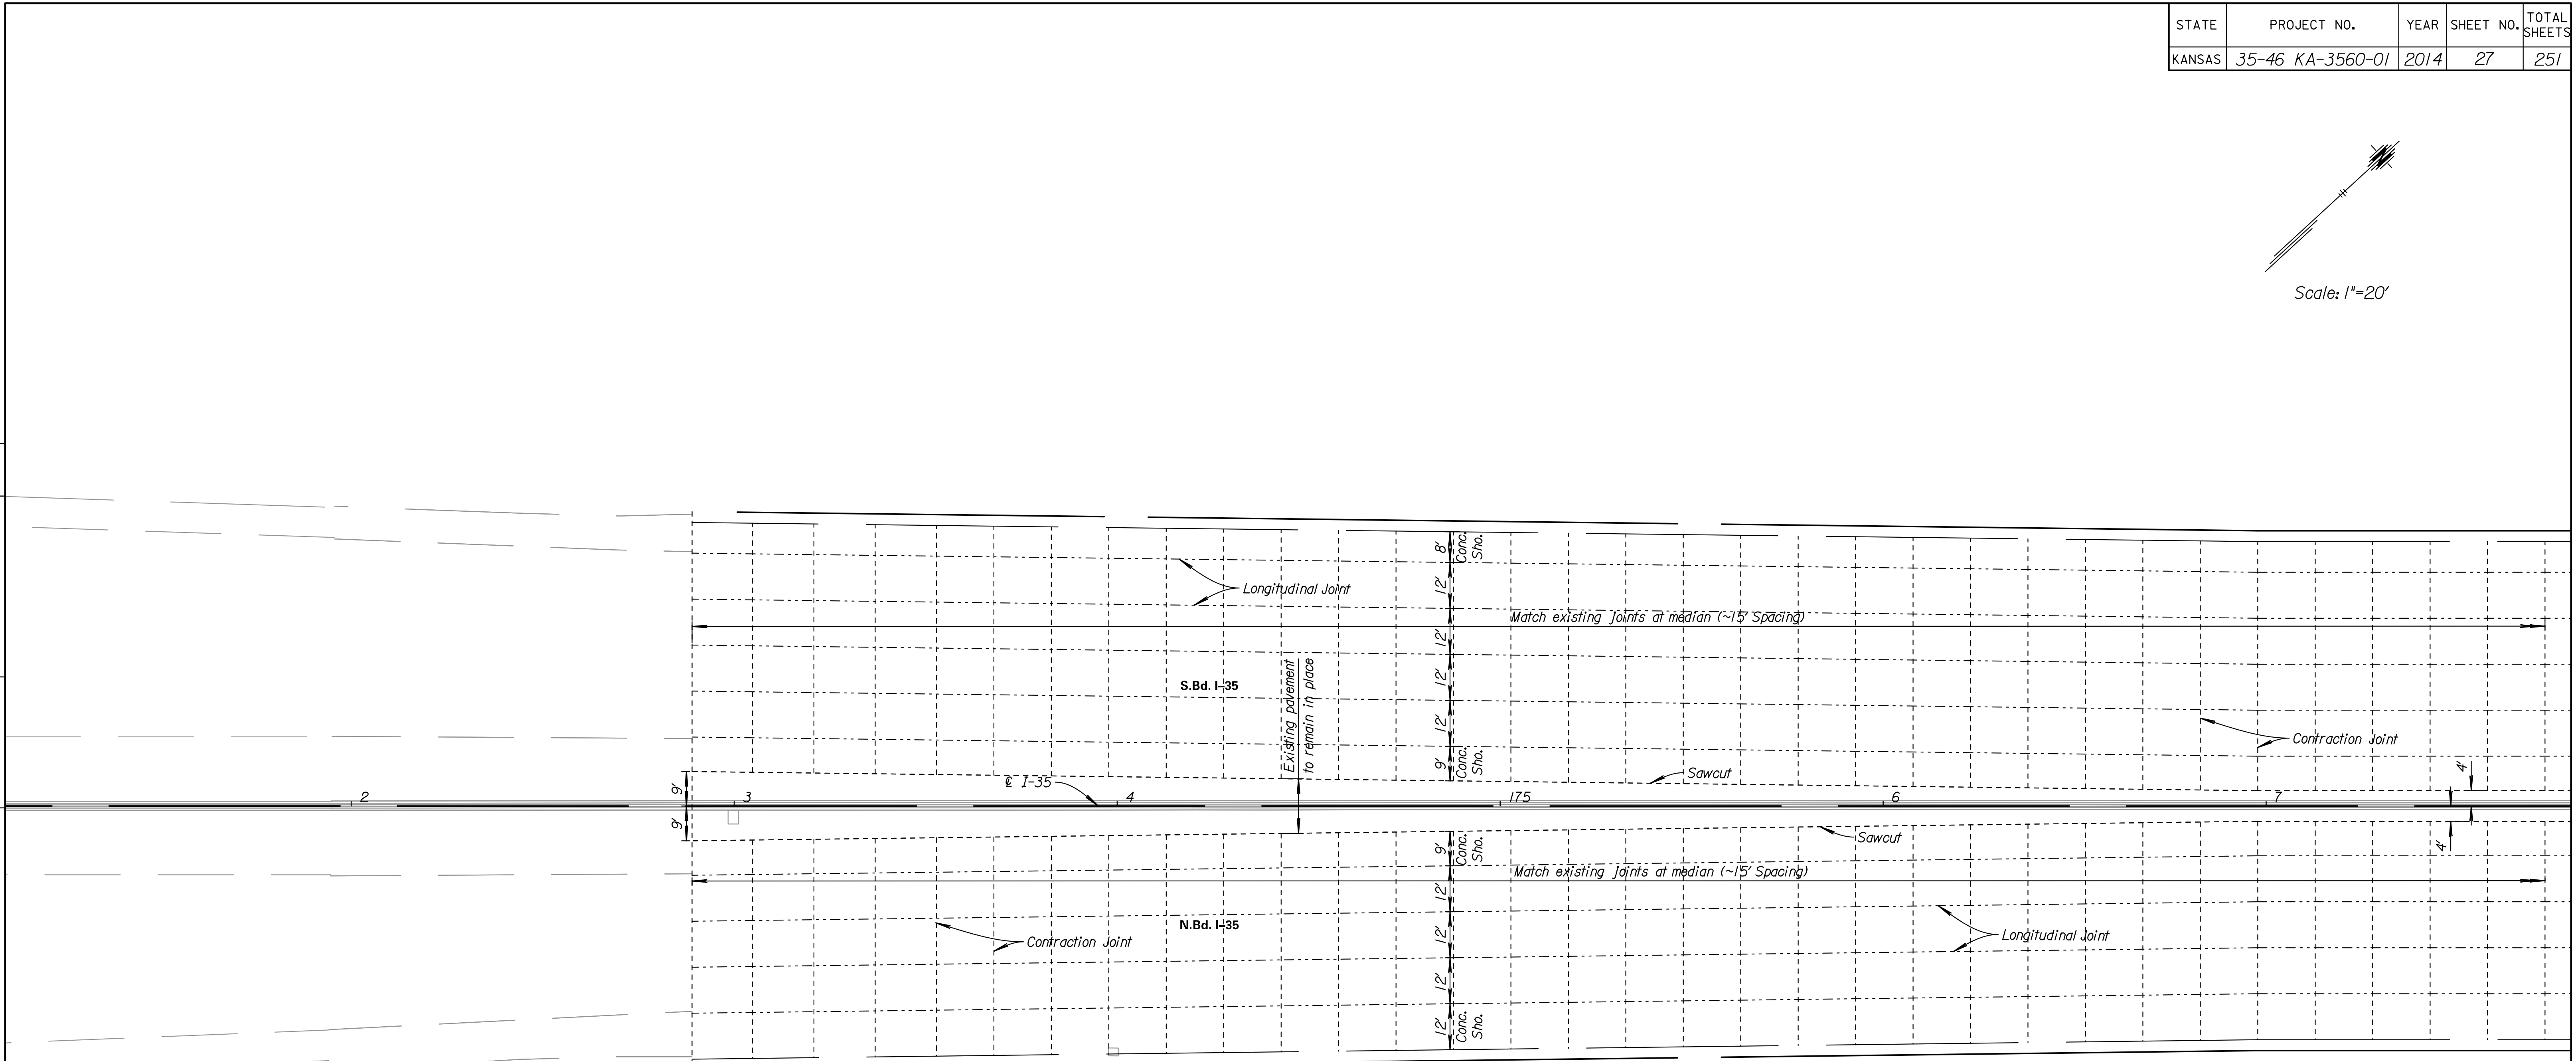 STATE PROJECT NO. YEAR SHEET NO. TOTAL SHEETS
KANSAS 35-46 KA-3560-01 2014 27 251
N
Scale: 1"=20'
8' Conc. Sho.
12'
Longitudinal Joint
Match existing joints at median (~15' Spacing)
12'
12'
S.Bd. I-35
Existing pavement
to remain in place
12'
Contraction Joint
9' Conc. Sho.
Sawcut
℄ I-35
9'
4'
2 3 4 175 6 7
9'
4'
Sawcut
9' Conc. Sho.
Match existing joints at median (~15' Spacing)
12'
N.Bd. I-35
12'
Contraction Joint
Longitudinal Joint
12'
12' Conc. Sho.